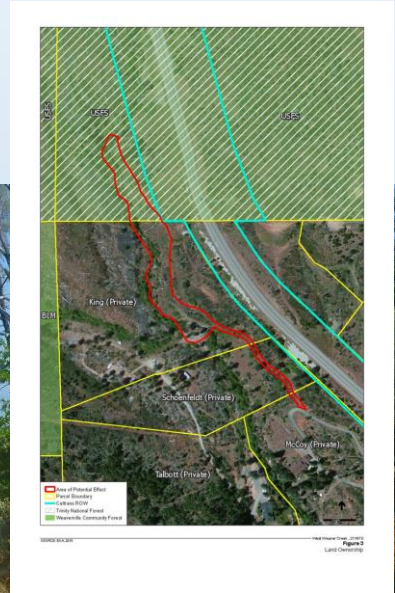 USFS
USFS
USFS
King (Private)
BLM
Schoenfeldt (Private)
McCoy (Private)
Talbott (Private)
Area of Potential Effect
Parcel Boundary
Caltrans ROW
Trinity National Forest
Weaverville Community Forest
Figure 3
Land Ownership